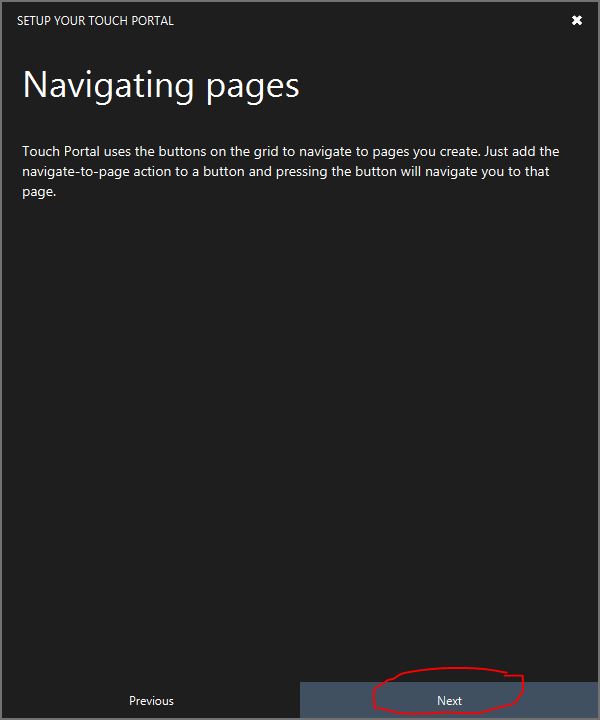 SETUP YOUR TOUCH PORTAL
Navigating pages
Touch Portal uses the buttons on the grid to navigate to pages you create. Just add the
navigate-to-page action to a button and pressing the button will navigate you to that
page.
Previous
Next